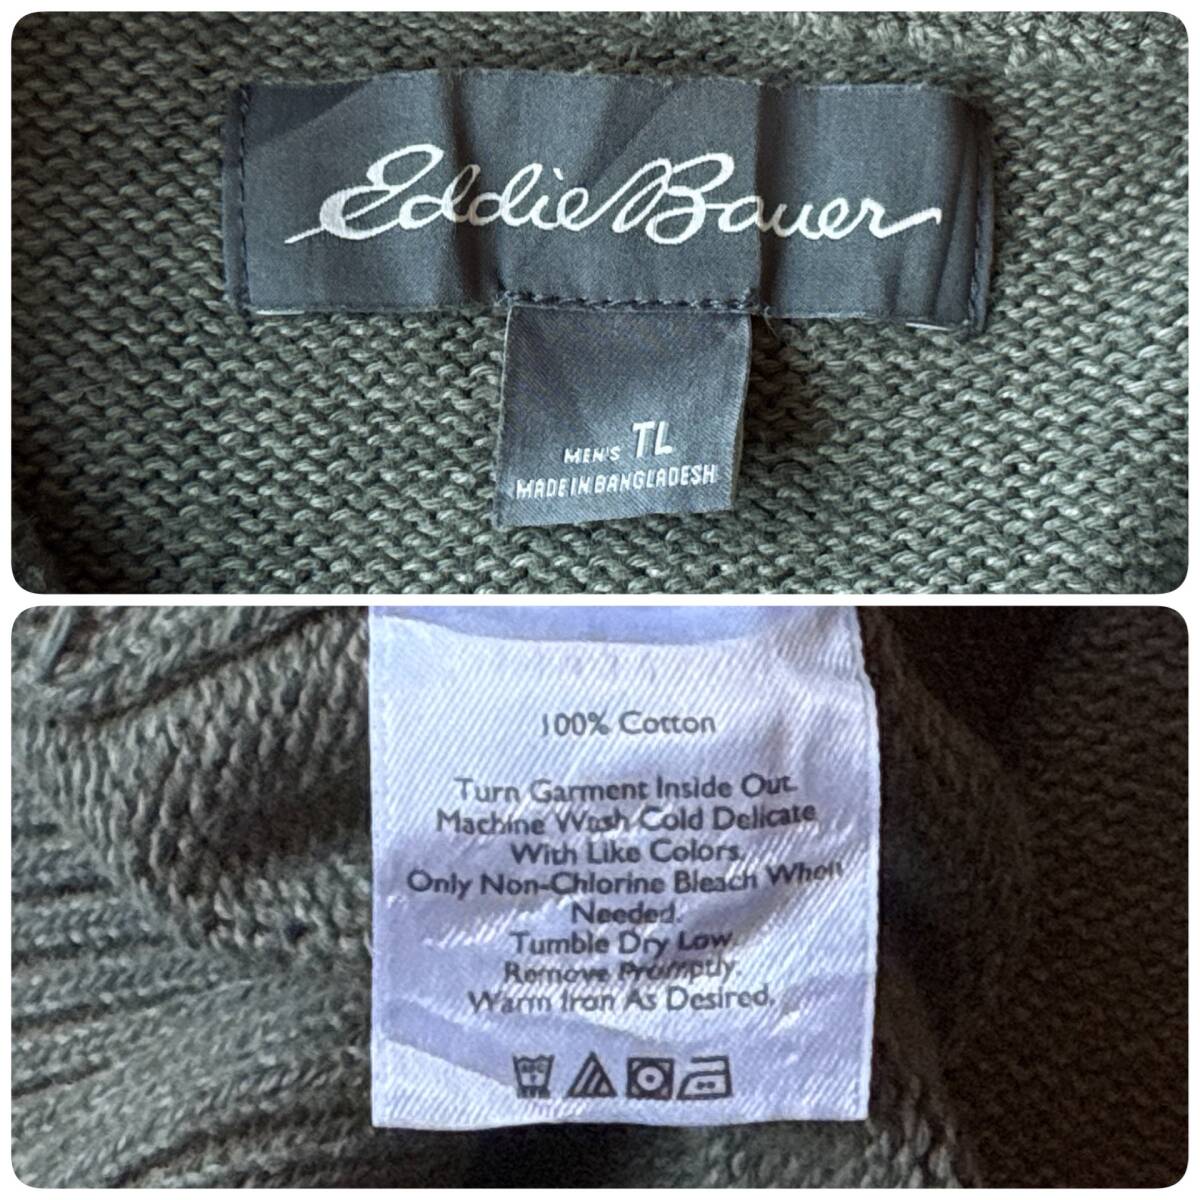 Eddie Bauer
MEN'S TL
MADE IN BANGLADESH
100% Cotton
Turn Garment Inside Out.
Machine Wash Cold Delicate
With Like Colors.
Only Non-Chlorine Bleach When
Needed.
Tumble Dry Low.
Remove Promptly.
Warm Iron As Desired.